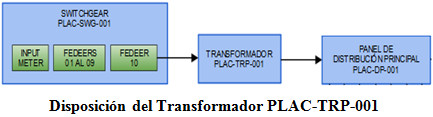 SWITCHGEAR
PLAC-SWG-001
INPUT
METER
FEDEERS
01 AL 09
FEDEER
10
TRANSFORMADOR
PLAC-TRP-001
PANEL DE
DISTRIBUCIÓN PRINCIPAL
PLAC-DP-001
Disposición del Transformador PLAC-TRP-001